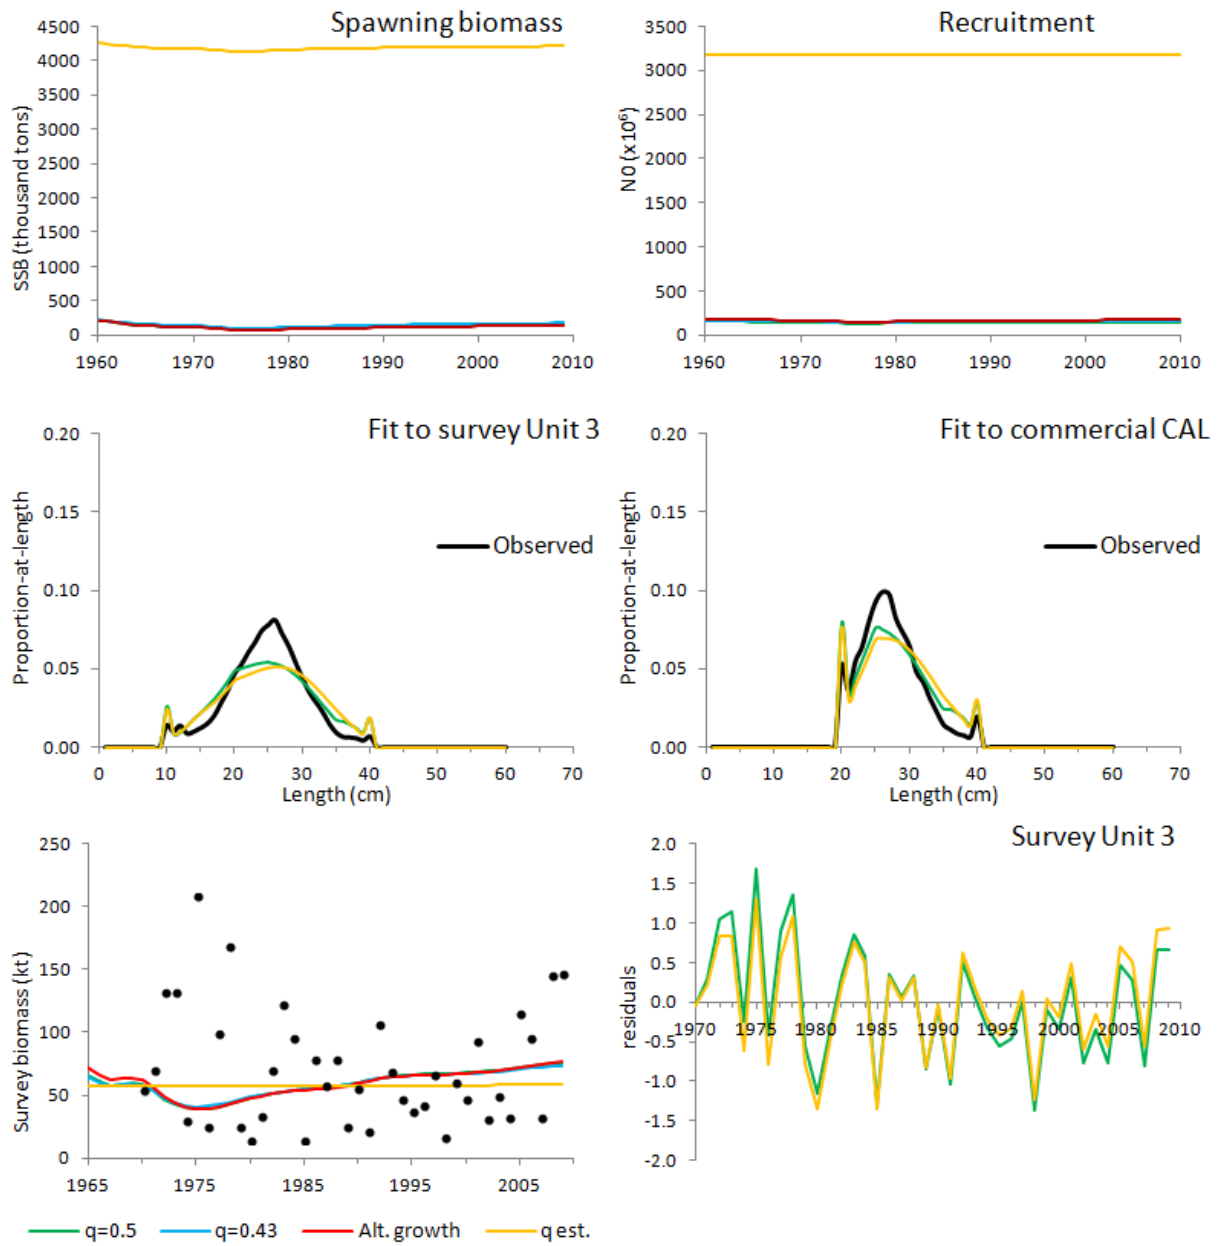 Spawning biomass
SSB (thousand tons)
4500
4000
3500
3000
2500
2000
1500
1000
500
0
1960 1970 1980 1990 2000 2010
Recruitment
N0 (x10⁶)
3500
3000
2500
2000
1500
1000
500
0
1960 1970 1980 1990 2000 2010
Fit to survey Unit 3
Proportion-at-length
0.20
0.15
0.10
0.05
0.00
Observed
0 10 20 30 40 50 60 70
Length (cm)
Fit to commercial CAL
Proportion-at-length
0.20
0.15
0.10
0.05
0.00
Observed
0 10 20 30 40 50 60 70
Length (cm)
Survey biomass (kt)
250
200
150
100
50
0
1965 1975 1985 1995 2005
Survey Unit 3
residuals
2.0
1.5
1.0
0.5
0.0
-0.5
-1.0
-1.5
-2.0
1970 1975 1980 1985 1990 1995 2000 2005 2010
q=0.5 q=0.43 Alt. growth q est.